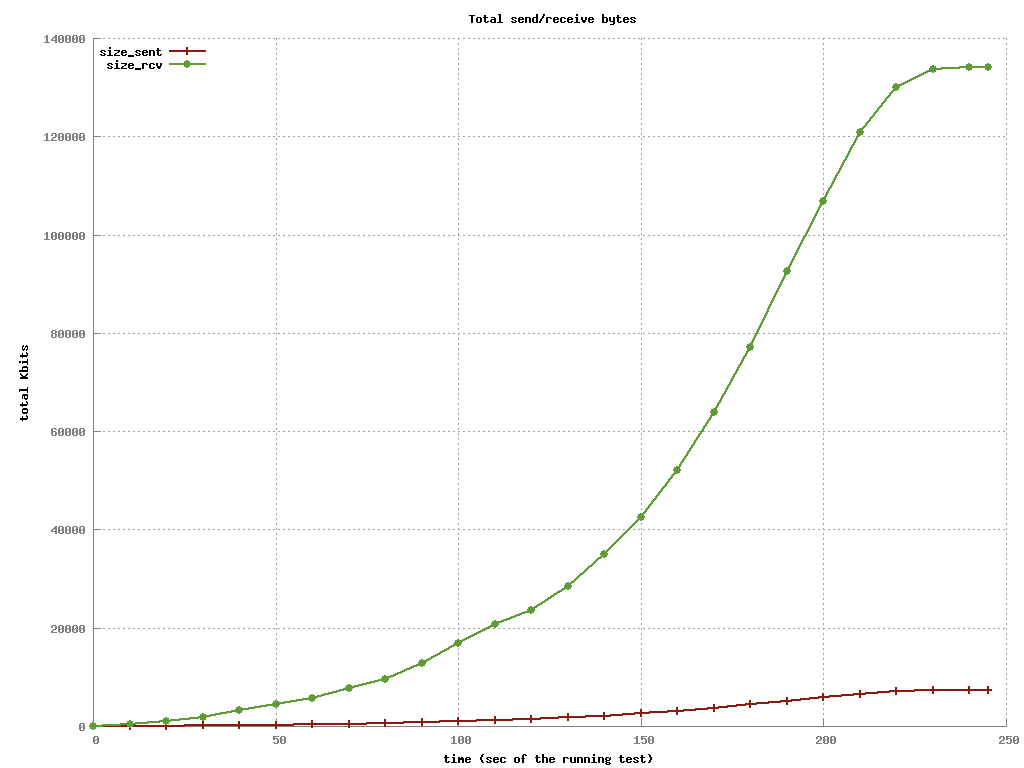 Total send/receive bytes
140000
size_sent
size_rcv
120000
100000
80000
total Kbits
60000
40000
20000
0
0 50 100 150 200 250
time (sec of the running test)